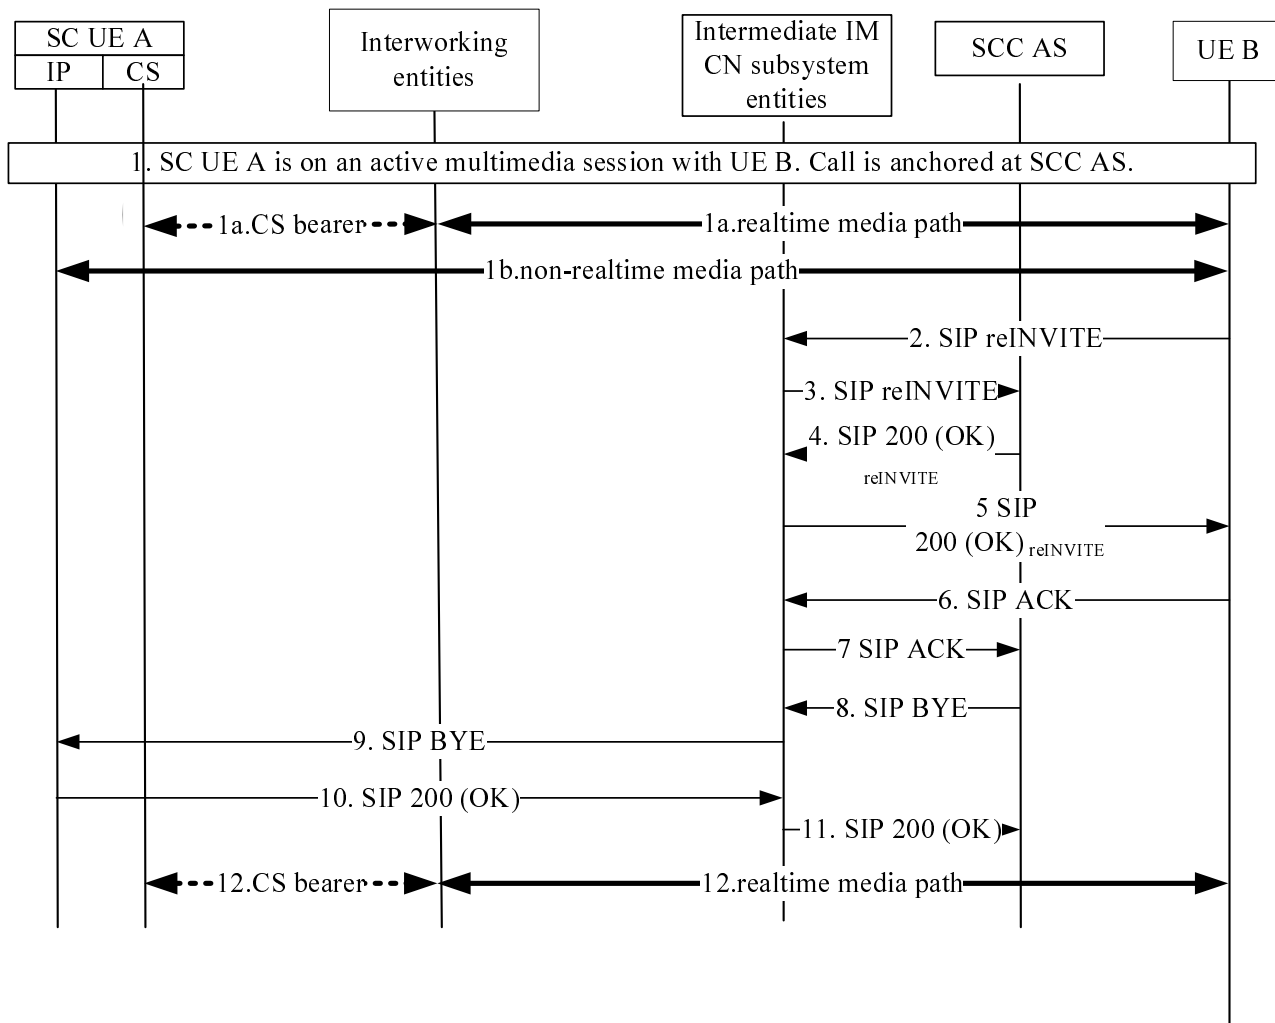 SC UE A
IP
CS
Interworking
entities
Intermediate IM
CN subsystem
entities
SCC AS
UE B
1. SC UE A is on an active multimedia session with UE B. Call is anchored at SCC AS.
1a.CS bearer
1a.realtime media path
1b.non-realtime media path
2. SIP reINVITE
3. SIP reINVITE
4. SIP 200 (OK)
reINVITE
5 SIP
200 (OK) reINVITE
6. SIP ACK
7 SIP ACK
8. SIP BYE
9. SIP BYE
10. SIP 200 (OK)
11. SIP 200 (OK)
12.CS bearer
12.realtime media path